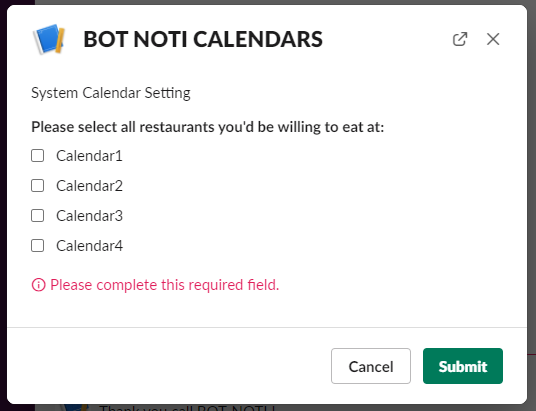 BOT NOTI CALENDARS
System Calendar Setting
Please select all restaurants you'd be willing to eat at:
Calendar1
Calendar2
Calendar3
Calendar4
Please complete this required field.
Cancel Submit
Thank you call BOT-NOTI